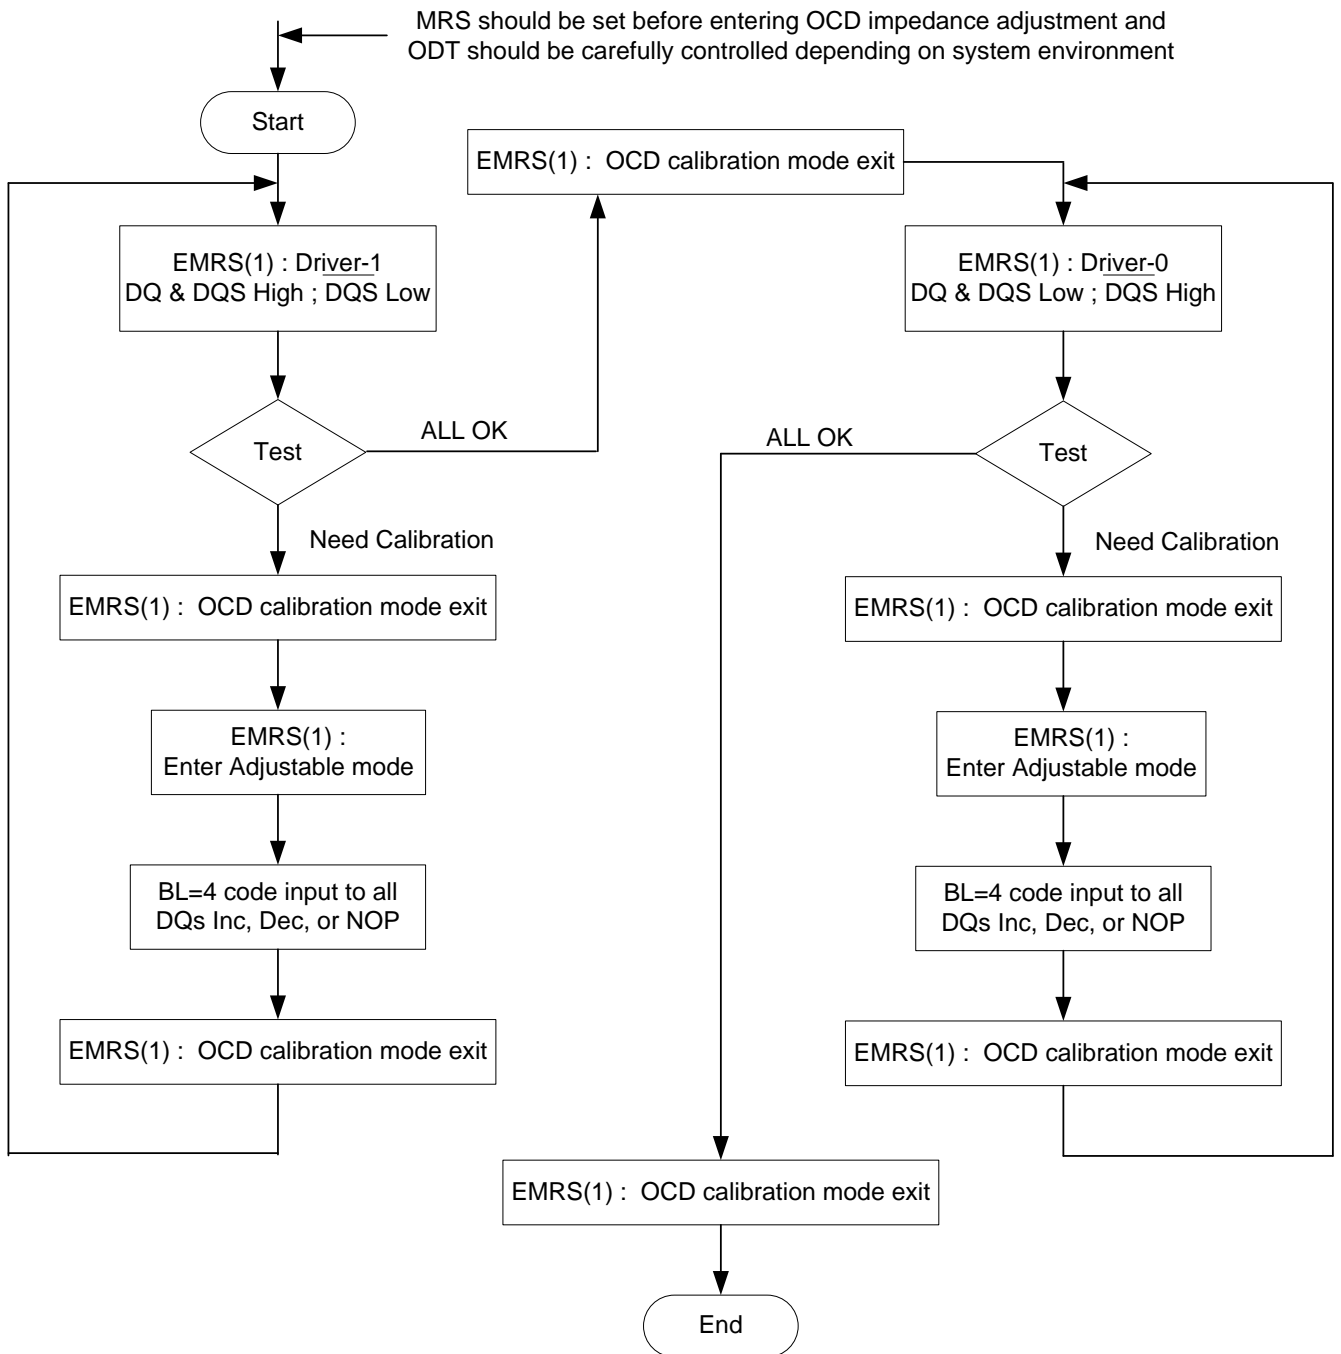 MRS should be set before entering OCD impedance adjustment and
ODT should be carefully controlled depending on system environment
Start
EMRS(1) : Driver-1
DQ & DQS High ; D̅Q̅S̅ Low
Test
ALL OK
Need Calibration
EMRS(1) : OCD calibration mode exit
EMRS(1) :
Enter Adjustable mode
BL=4 code input to all
DQs Inc, Dec, or NOP
EMRS(1) : OCD calibration mode exit
EMRS(1) : OCD calibration mode exit
EMRS(1) : Driver-0
DQ & DQS Low ; D̅Q̅S̅ High
Test
ALL OK
Need Calibration
EMRS(1) : OCD calibration mode exit
EMRS(1) :
Enter Adjustable mode
BL=4 code input to all
DQs Inc, Dec, or NOP
EMRS(1) : OCD calibration mode exit
EMRS(1) : OCD calibration mode exit
End